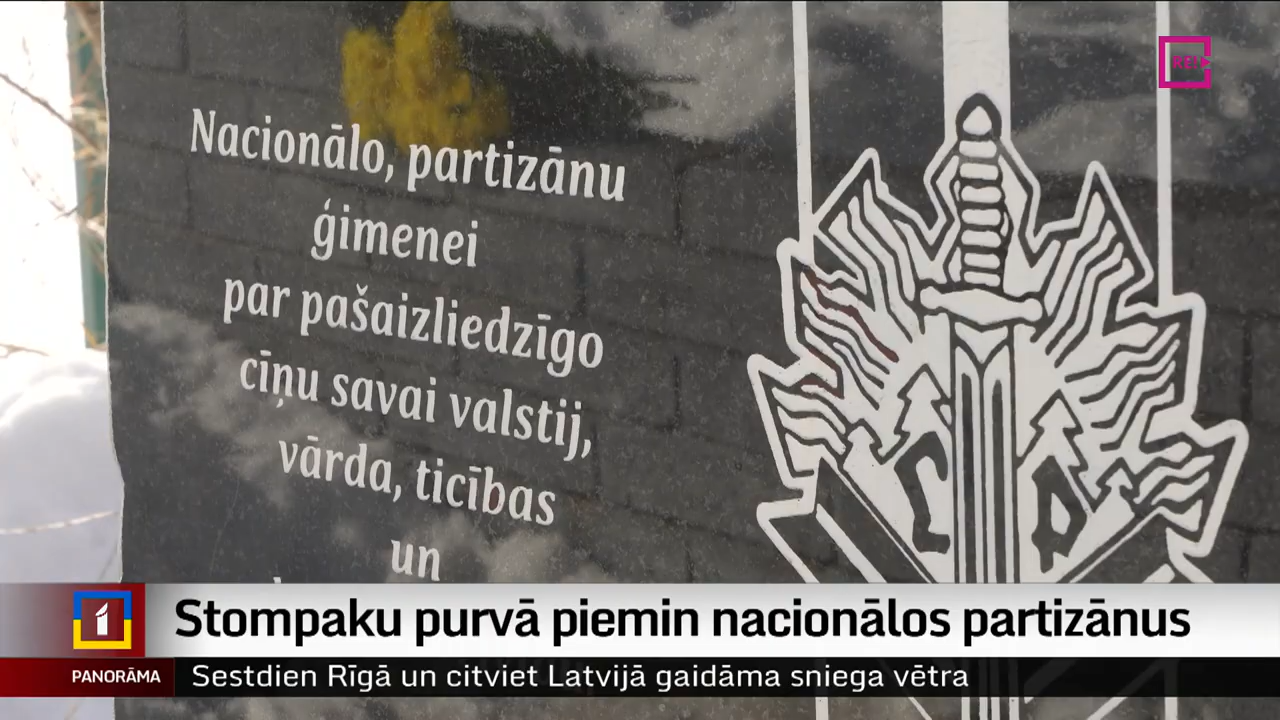 REL
Nacionālo, partizānu
ģimenei
par pašaizliedzīgo
cīņu savai valstij,
vārda, ticības
un
1
Stompaku purvā piemin nacionālos partizānus
PANORĀMA
Sestdien Rīgā un citviet Latvijā gaidāma sniega vētra